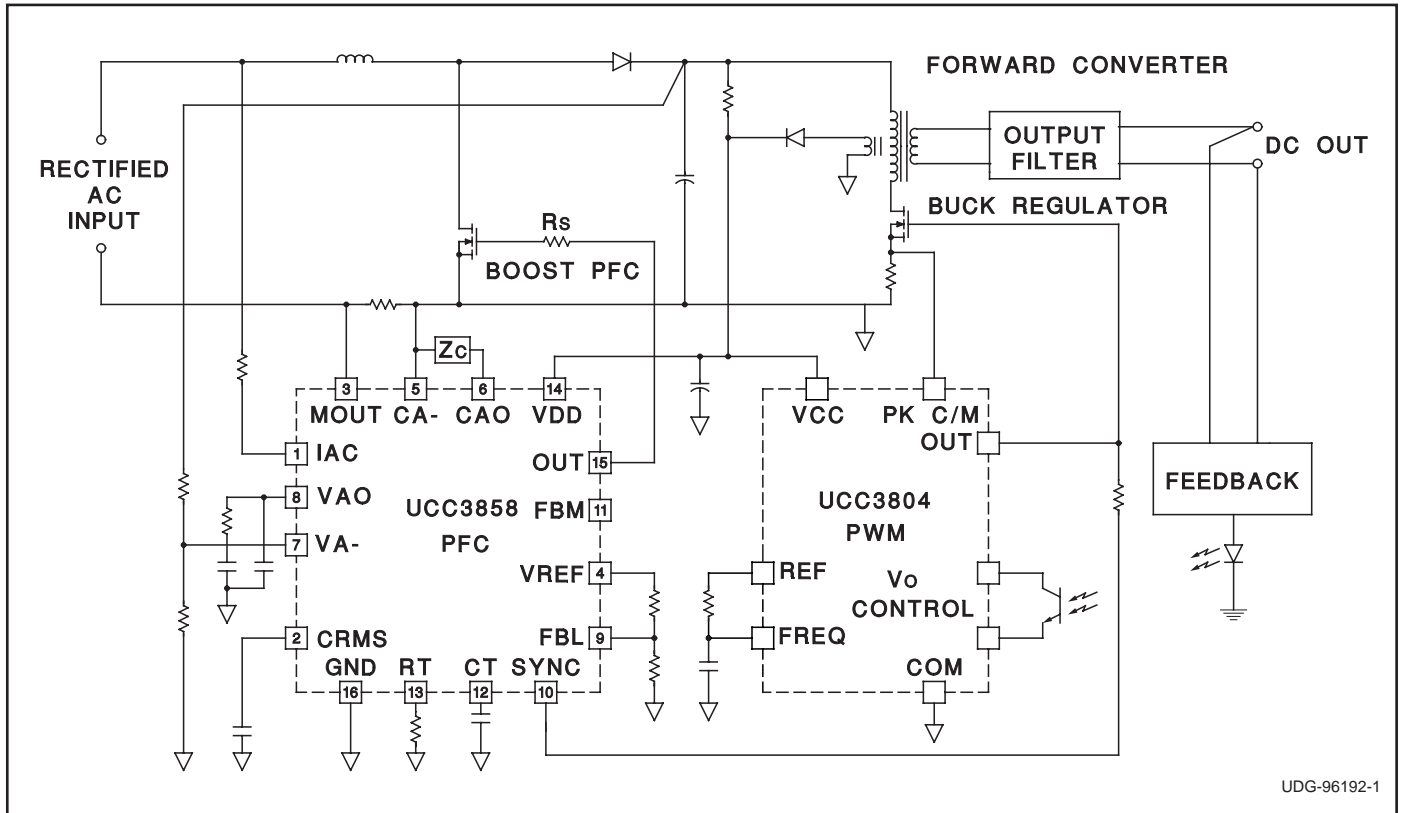 FORWARD CONVERTER
RECTIFIED
AC
INPUT
OUTPUT
FILTER
DC OUT
BUCK REGULATOR
Rs
BOOST PFC
Zc
3
5
6
14
MOUT
CA-
CAO
VDD
VCC
PK C/M
OUT
1
IAC
OUT
15
8
VAO
UCC3858
PFC
FBM
11
UCC3804
PWM
FEEDBACK
7
VA-
VREF
4
REF
Vo
CONTROL
2
CRMS
FBL
9
FREQ
GND
RT
CT
SYNC
COM
16
13
12
10
UDG-96192-1